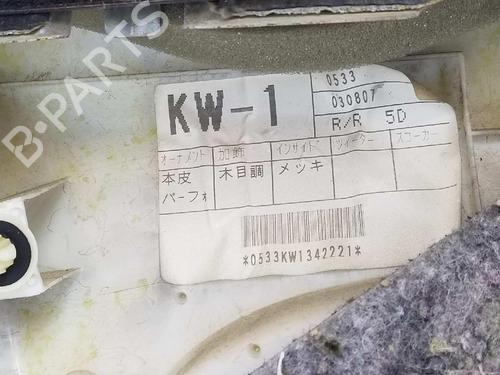 B-PARTS
KW-1
0533
030807
R/R 5D
オーナメント 加飾 インサイドベ ツイーター スコーカー
本皮 木目調 メッキ
パーフォ
*0533KW1342221*